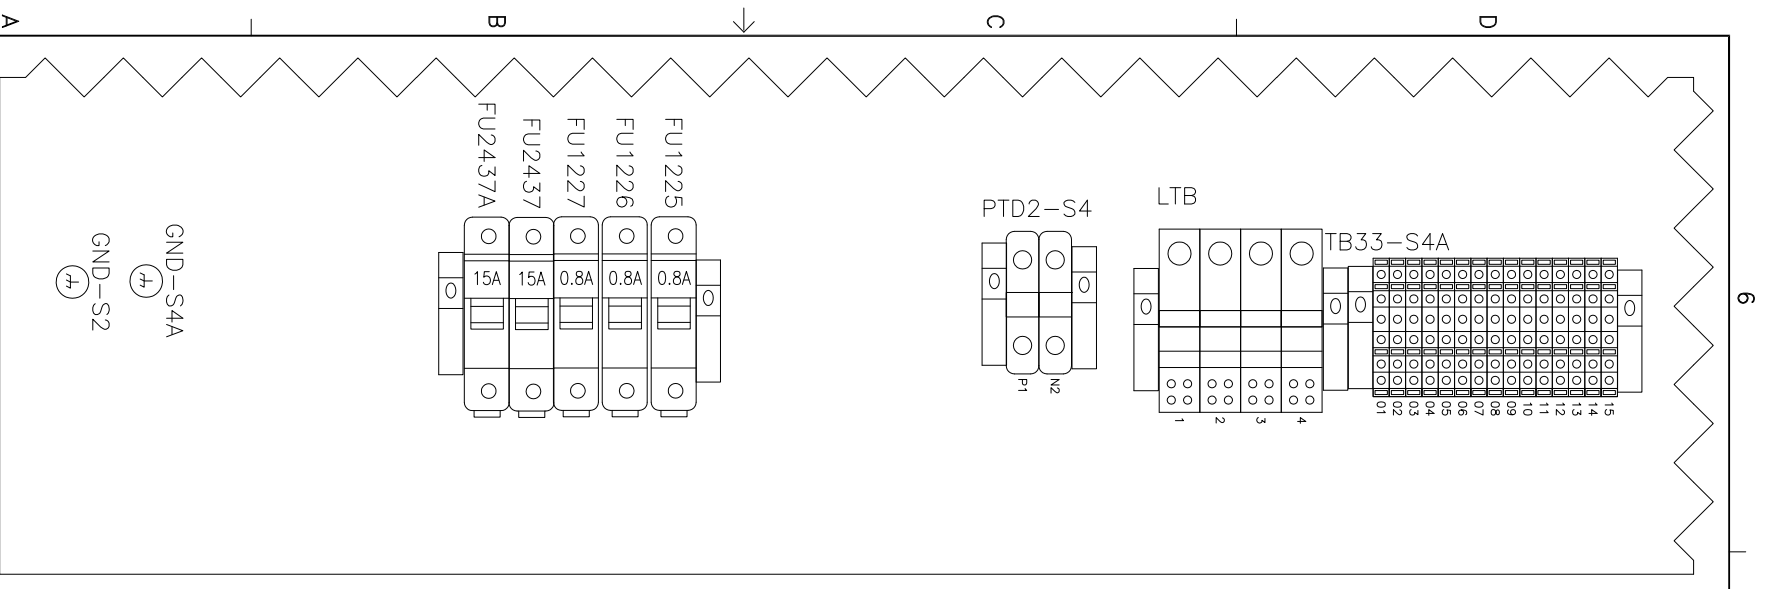 A B C D
6
FU2437A
FU2437
FU1227
FU1226
FU1225
15A 15A 0.8A 0.8A 0.8A
GND-S2
GND-S4A
PTD2-S4
P1 N2
LTB
1 2 3 4
TB33-S4A
01 02 03 04 05 06 07 08 09 10 11 12 13 14 15